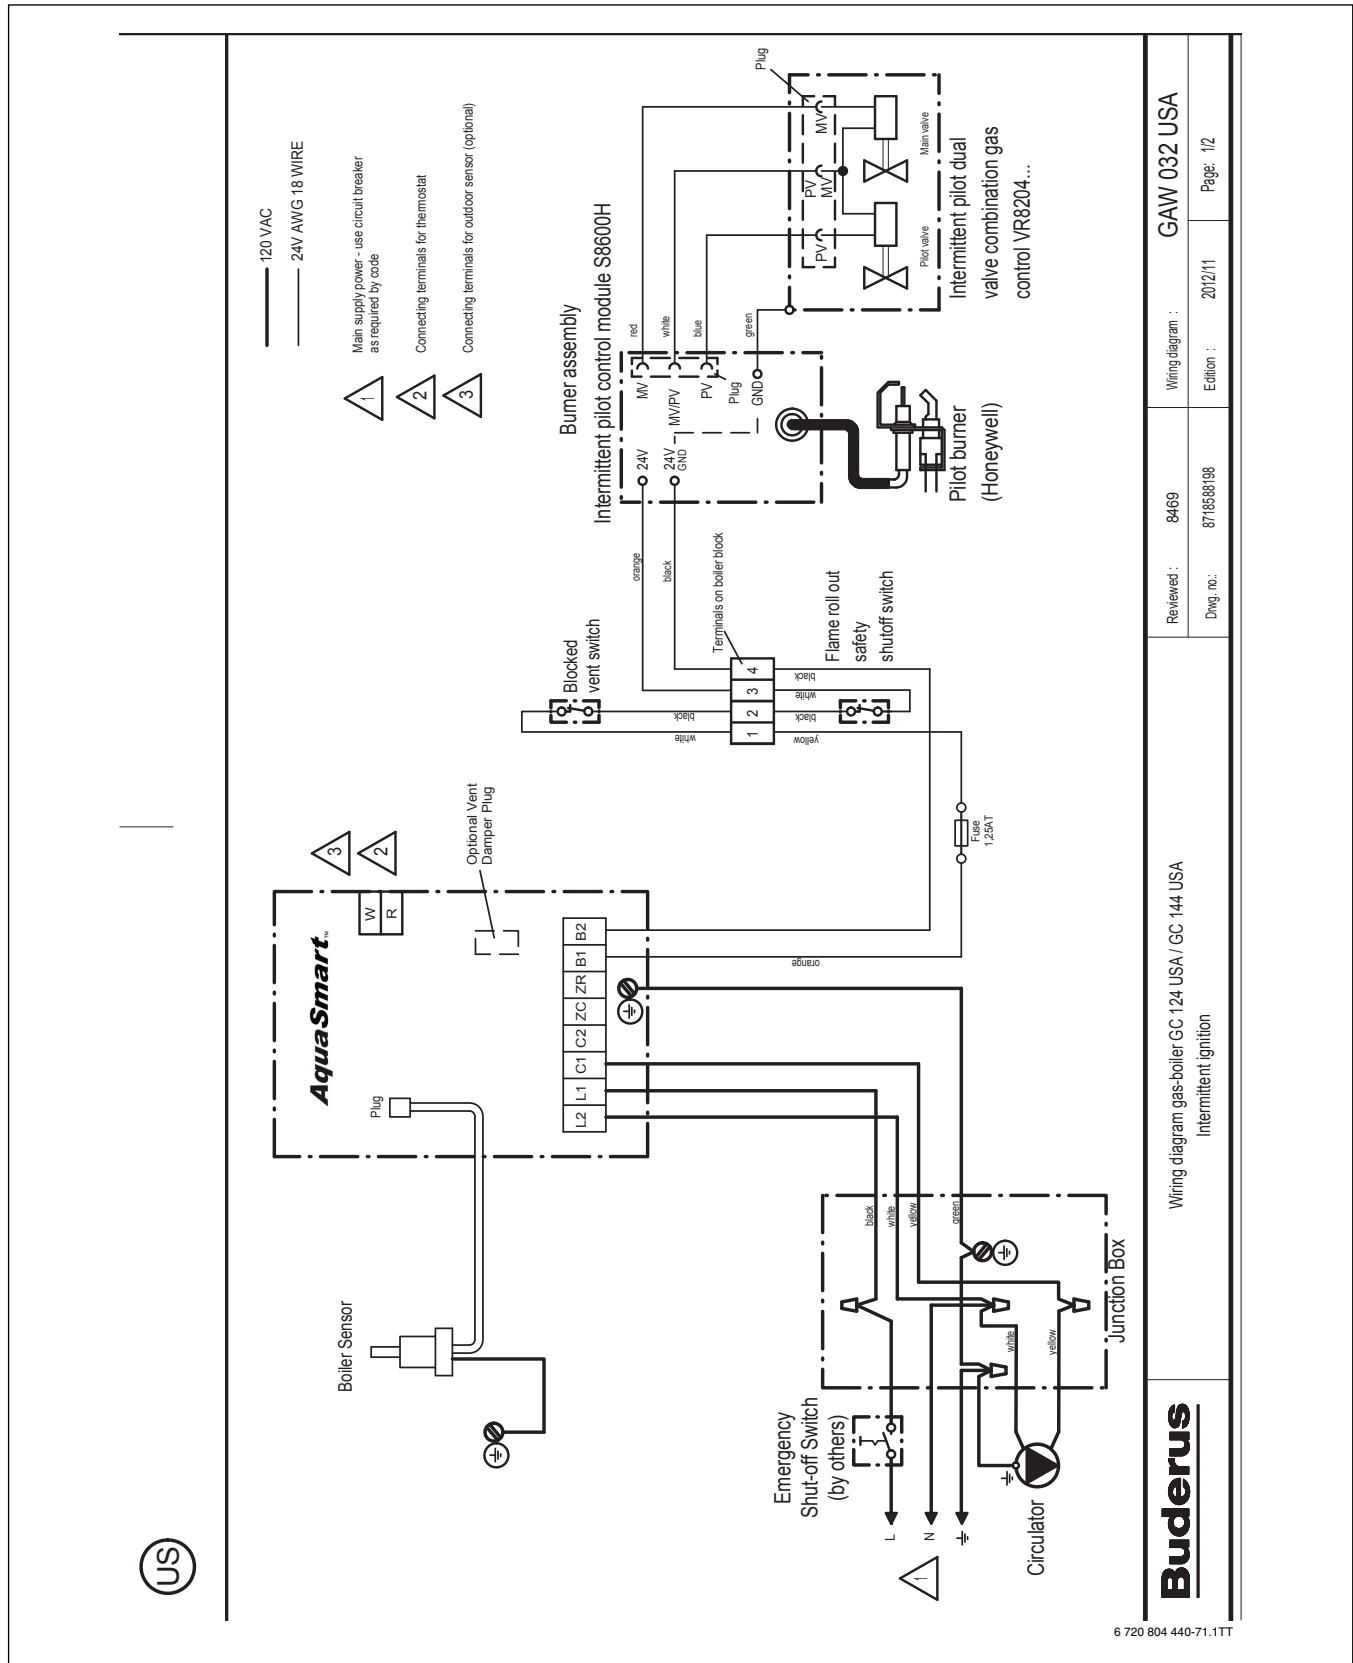 US
120 VAC
24V AWG 18 WIRE
1
Main supply power - use circuit breaker
as required by code
2
Connecting terminals for thermostat
3
Connecting terminals for outdoor sensor (optional)
Boiler Sensor
Plug
AquaSmart™
W
R
3
2
Optional Vent
Damper Plug
L2
L1
C1
C2
ZC
ZR
B1
B2
orange
Fuse
1,25AT
Blocked
vent switch
white
black
1
2
3
4
yellow
black
white
black
Terminals on boiler block
Flame roll out
safety
shutoff switch
orange
black
Burner assembly
Intermittent pilot control module S8600H
24V
24V
GND
MV
MV/PV
PV
Plug
GND
red
white
blue
green
Pilot burner
(Honeywell)
Plug
MV
PV
MV
PV
Main valve
Pilot valve
Intermittent pilot dual
valve combination gas
control VR8204...
Emergency
Shut-off Switch
(by others)
L
N
1
Circulator
black
white
yellow
green
white
yellow
Junction Box
Buderus
Wiring diagram gas-boiler GC 124 USA / GC 144 USA
Intermittent ignition
Reviewed :
8469
Wiring diagram :
GAW 032 USA
Drwg. no.:
8718588198
Edition :
2012/11
Page: 1/2
6 720 804 440-71.1TT